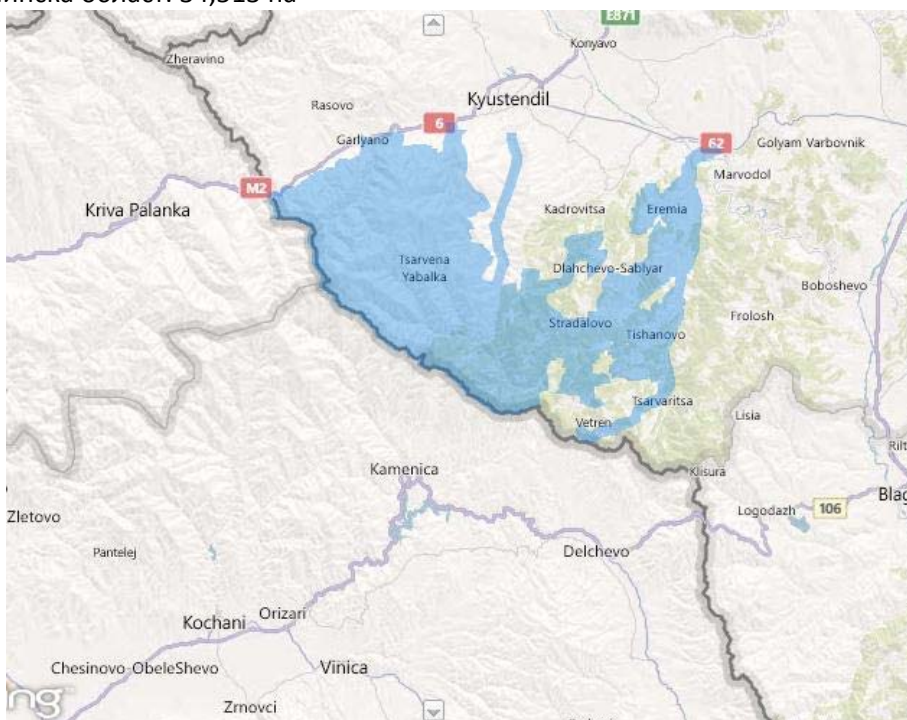 E871
Konyavo
Zheravino
Kyustendil
Rasovo
6
Garlyano
62
Golyam Varbovnik
Marvodol
M2
Kriva Palanka
Kadrovitsa
Eremia
Tsarvena
Yabalka
Dlahchevo-Sablyar
Boboshevo
Stradalovo
Frolosh
Tishanovo
Tsarvaritsa
Lisia
Vetren
Kamenica
Klisura
Zletovo
Logodazh
106
Pantelej
Delchevo
Kochani
Orizari
Chesinovo-ObeleShevo
Vinica
Zrnovci